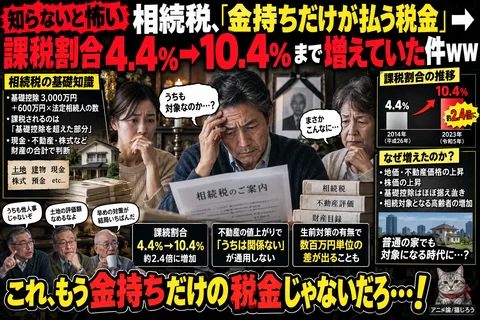 知らないと怖い
相続税、「金持ちだけが払う税金」➡
課税割合4.4%→10.4%まで増えていた件ww
相続税の基礎知識
・基礎控除 3,000万円
＋600万円×法定相続人の数
・課税されるのは
「基礎控除を超えた部分」
・現金・不動産・株式など
財産の合計で判断
土地 建物 現金
株式 預金 etc…
うちも
対象なのか…？
まさか
こんなに…
相続税のご案内
相続税
不動産評価
財産目録
課税割合の推移
4.4%
10.4%
約2.4倍に!
2014年
(平成26年)
2023年
(令和5年)
なぜ増えたのか？
・地価・不動産価格の上昇
・株価の上昇
・基礎控除はほぼ据え置き
・相続対象となる高齢者の増加
普通の家でも
対象になる時代に…？
うちも他人事
じゃないぞ
土地の評価額
なめるなよ
早めの対策が
結局いちばんだ
課税割合
4.4%→10.4%
約2.4倍に増加
不動産の値上がりで
「うちは関係ない」
が通用しない
生前対策の有無で
数百万円単位の
差が出ることも
これ、もう金持ちだけの税金じゃないだろ…！
アニメ論/猫じろう